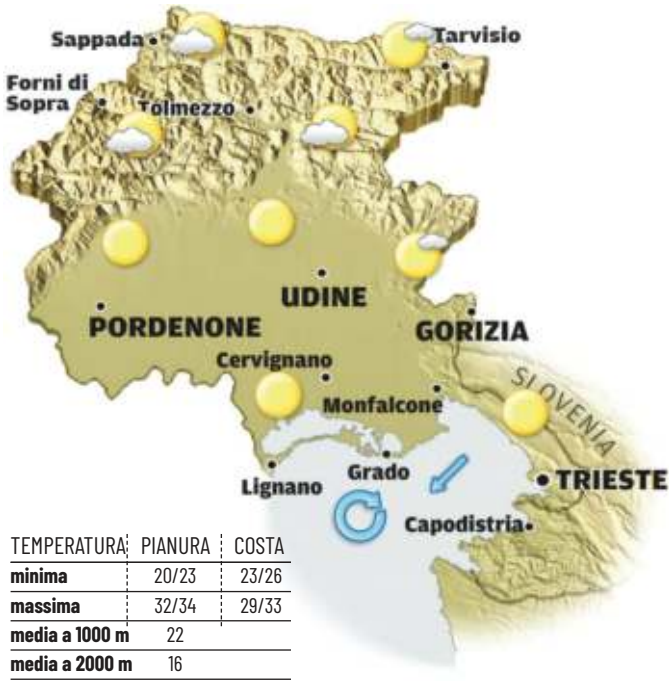 Sappada
Tarvisio
Forni di
Sopra
Tolmezzo
UDINE
PORDENONE
GORIZIA
Cervignano
SLOVENIA
Monfalcone
Lignano
Grado
TRIESTE
Capodistria
TEMPERATURA PIANURA COSTA
minima 20/23 23/26
massima 32/34 29/33
media a 1000 m 22
media a 2000 m 16